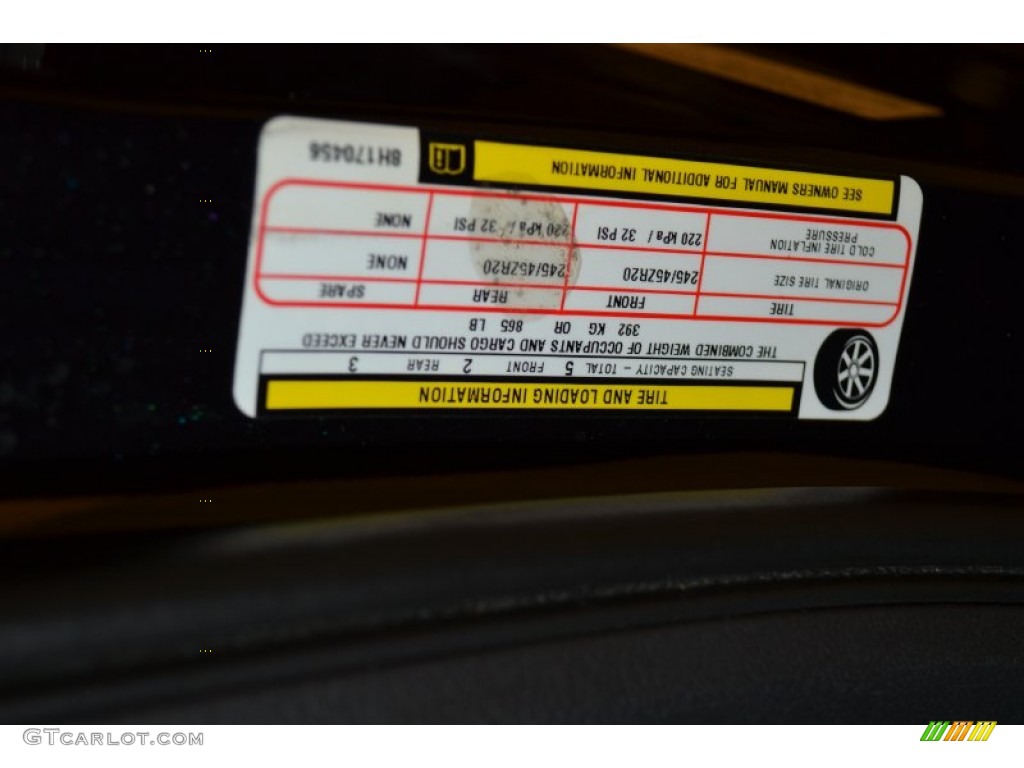 TIRE AND LOADING INFORMATION
SEATING CAPACITY - TOTAL 5 FRONT 2 REAR 3
THE COMBINED WEIGHT OF OCCUPANTS AND CARGO SHOULD NEVER EXCEED
392 KG OR 865 LB
TIRE FRONT REAR SPARE
ORIGINAL TIRE SIZE 245/45ZR20 245/45ZR20 NONE
COLD TIRE INFLATION
PRESSURE 220 kPa / 32 PSI 220 kPa / 32 PSI NONE
SEE OWNERS MANUAL FOR ADDITIONAL INFORMATION
8H170456
GTCARLOT.COM